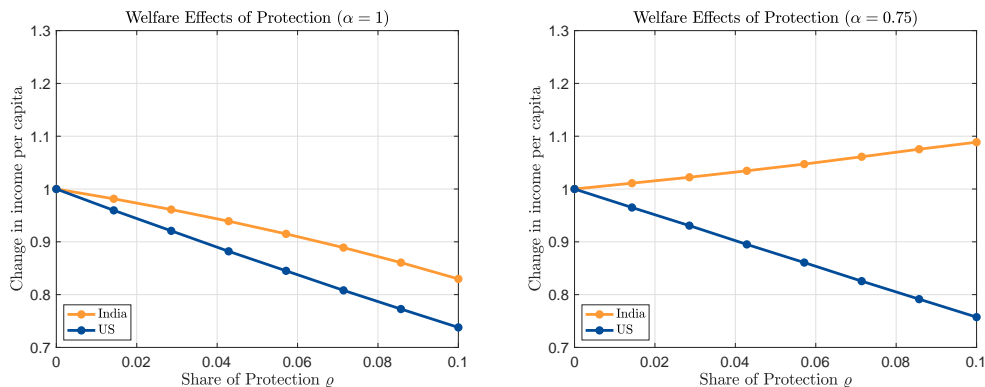 Welfare Effects of Protection (α = 1)
1.3
1.2
1.1
1
0.9
0.8
0.7
Change in income per capita
India
US
0 0.02 0.04 0.06 0.08 0.1
Share of Protection ϱ
Welfare Effects of Protection (α = 0.75)
1.3
1.2
1.1
1
0.9
0.8
0.7
Change in income per capita
India
US
0 0.02 0.04 0.06 0.08 0.1
Share of Protection ϱ